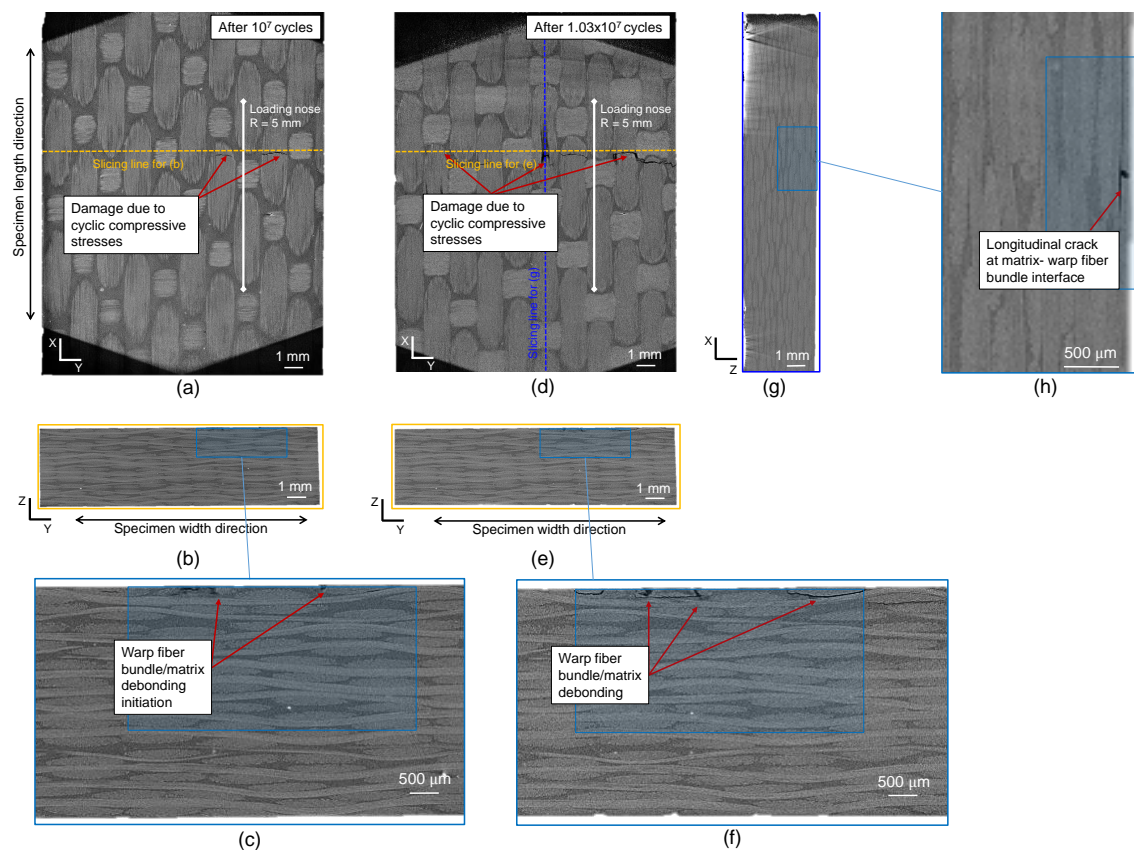 After 10⁷ cycles
Specimen length direction
Loading nose
R = 5 mm
Slicing line for (b)
Damage due to
cyclic compressive
stresses
X
Y
1 mm
(a)
After 1.03x10⁷ cycles
Loading nose
R = 5 mm
Slicing line for (e)
Damage due to
cyclic compressive
stresses
Slicing line for (g)
X
Y
1 mm
(d)
X
Z
1 mm
(g)
Longitudinal crack
at matrix- warp fiber
bundle interface
500 μm
(h)
Z
Y
1 mm
Specimen width direction
(b)
Z
Y
1 mm
Specimen width direction
(e)
Warp fiber
bundle/matrix
debonding
initiation
500 μm
(c)
Warp fiber
bundle/matrix
debonding
500 μm
(f)